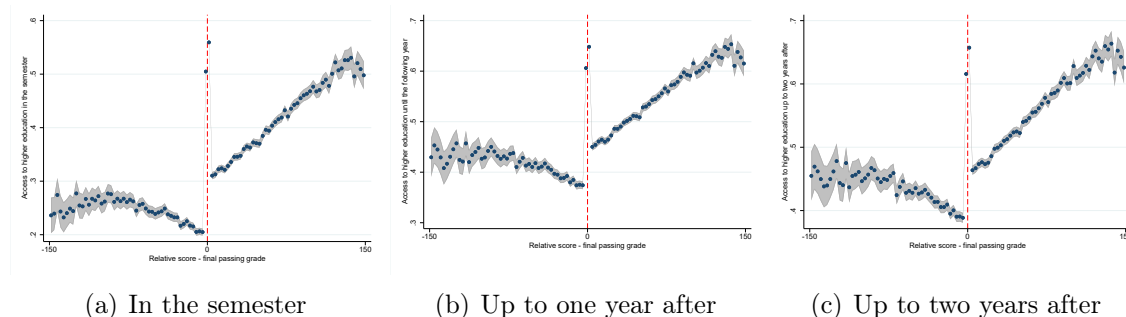 Access to higher education in the semester
.6
.5
.4
.3
.2
-150
0
150
Relative score - final passing grade
Access to higher education until the following year
.7
.6
.5
.4
.3
-150
0
150
Relative score - final passing grade
Access to higher education up to two years after
.7
.6
.5
.4
-150
0
150
Relative score - final passing grade
(a) In the semester
(b) Up to one year after
(c) Up to two years after